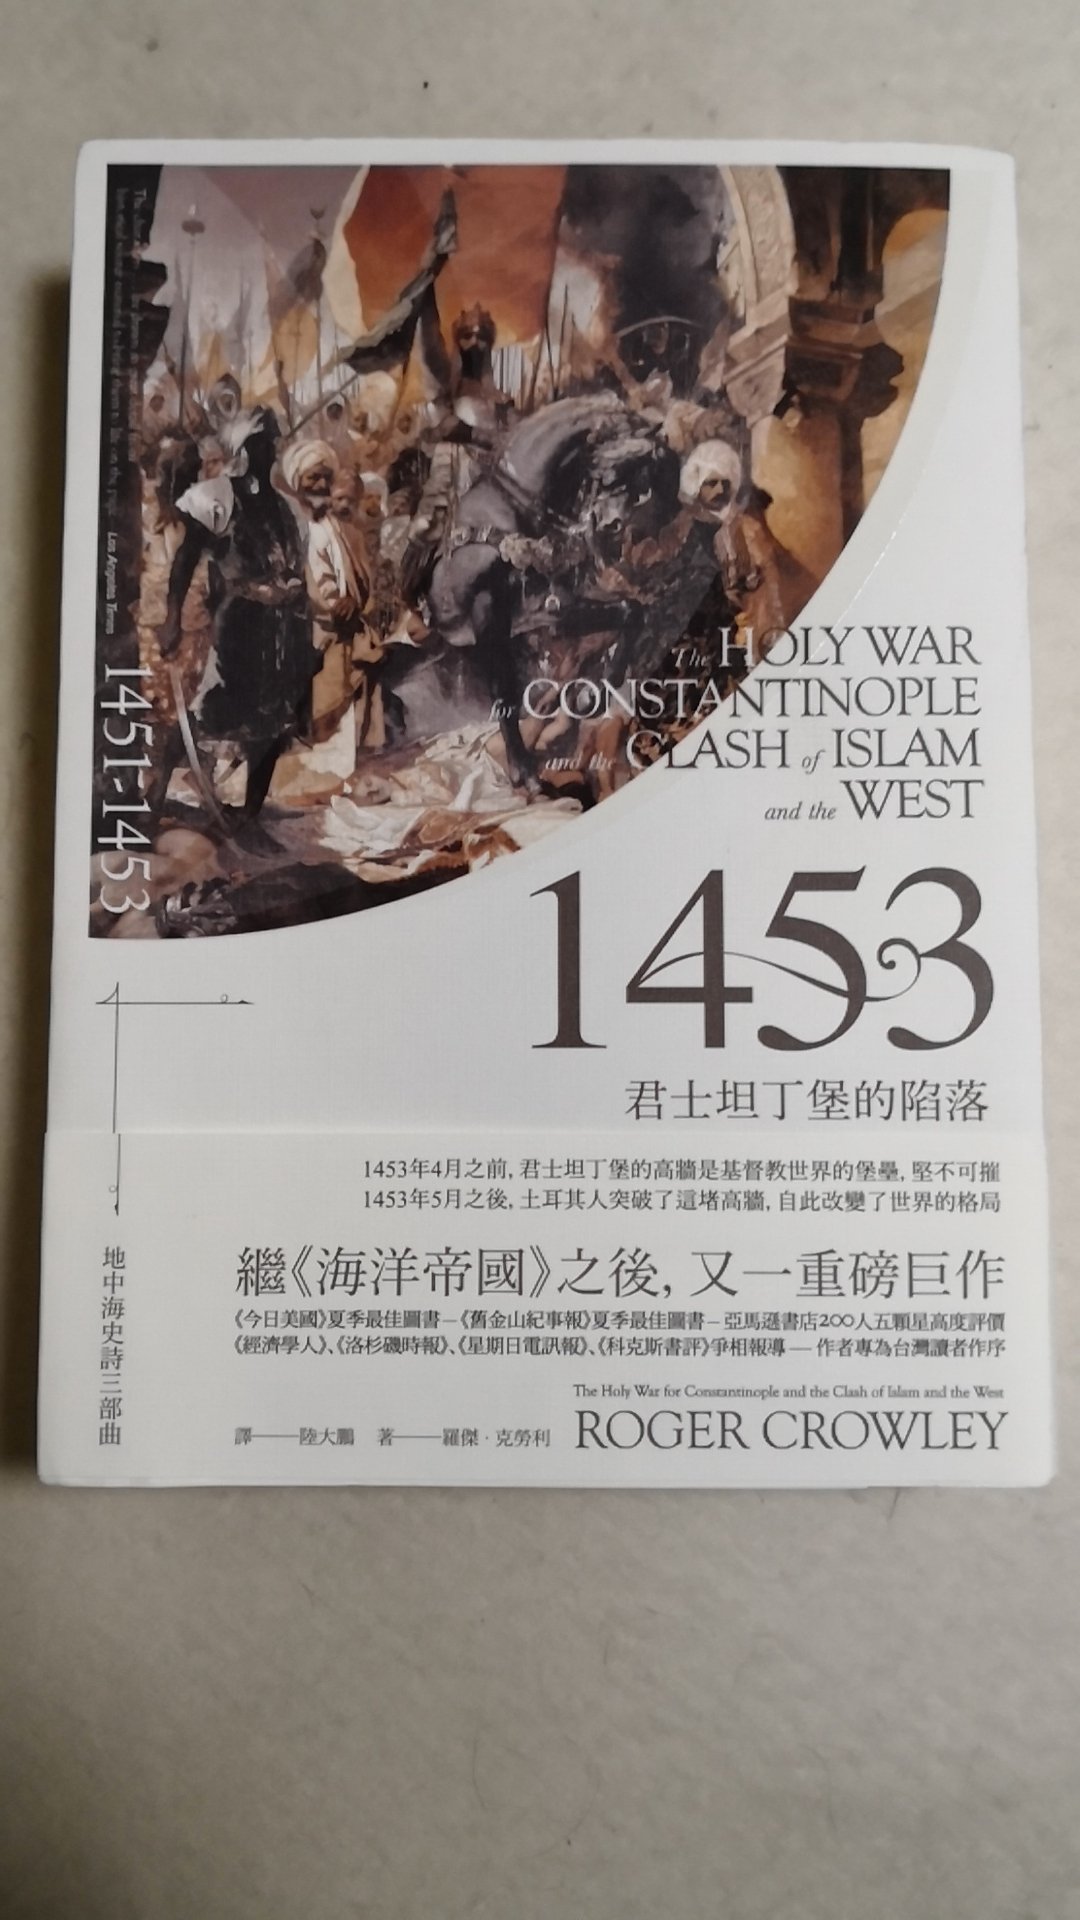 Los Angeles Times
1451-1453
The HOLY WAR
for CONSTANTINOPLE
and the CLASH of ISLAM
and the WEST
1453
君士坦丁堡的陷落
1453年4月之前, 君士坦丁堡的高牆是基督教世界的堡壘, 堅不可摧
1453年5月之後, 土耳其人突破了這堵高牆, 自此改變了世界的格局
繼《海洋帝國》之後, 又一重磅巨作
《今日美國》夏季最佳圖書–《舊金山紀事報》夏季最佳圖書–亞馬遜書店200人五顆星高度評價
《經濟學人》、《洛杉磯時報》、《星期日電訊報》、《科克斯書評》爭相報導—作者專為台灣讀者作序
地中海史詩三部曲
The Holy War for Constantinople and the Clash of Islam and the West
譯——陸大鵬 著——羅傑·克勞利 ROGER CROWLEY